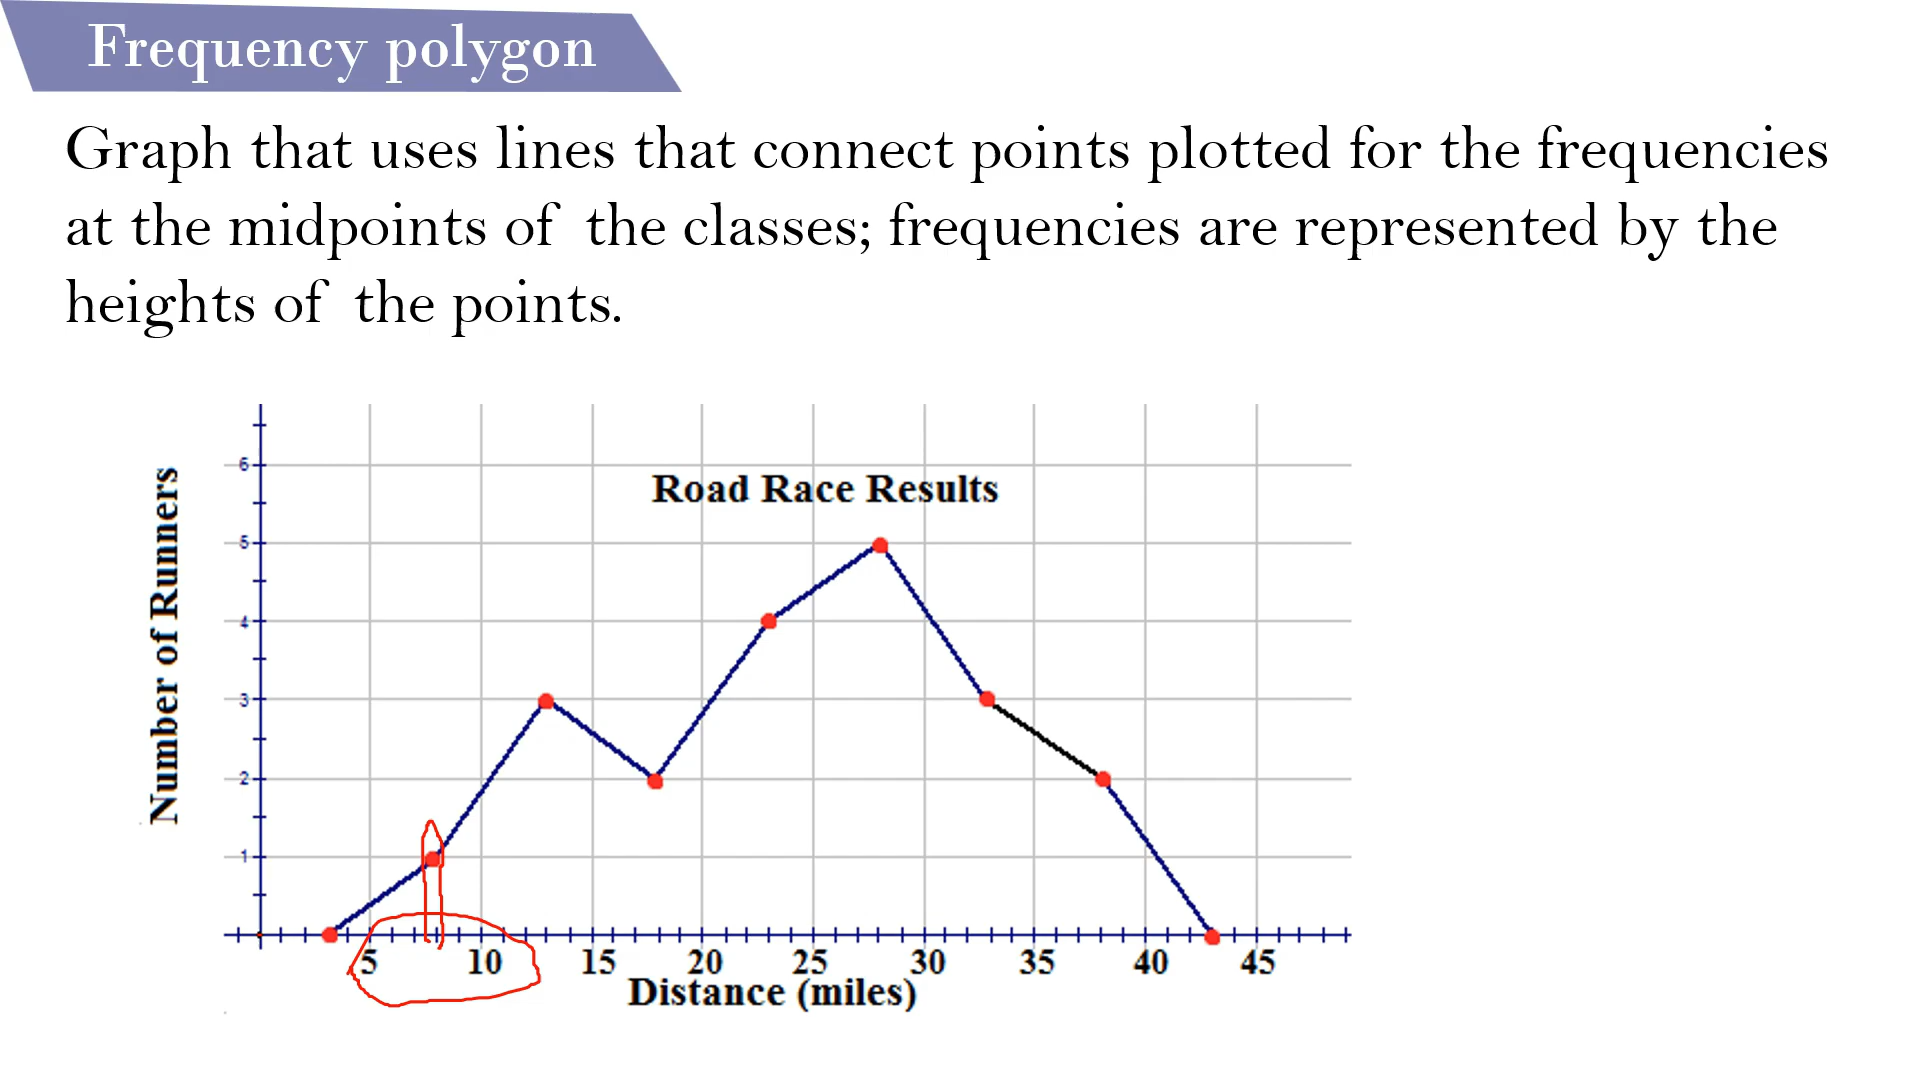 Frequency polygon
Graph that uses lines that connect points plotted for the frequencies
at the midpoints of the classes; frequencies are represented by the
heights of the points.
Road Race Results
Number of Runners
6
5
4
3
2
1
5 10 15 20 25 30 35 40 45
Distance (miles)